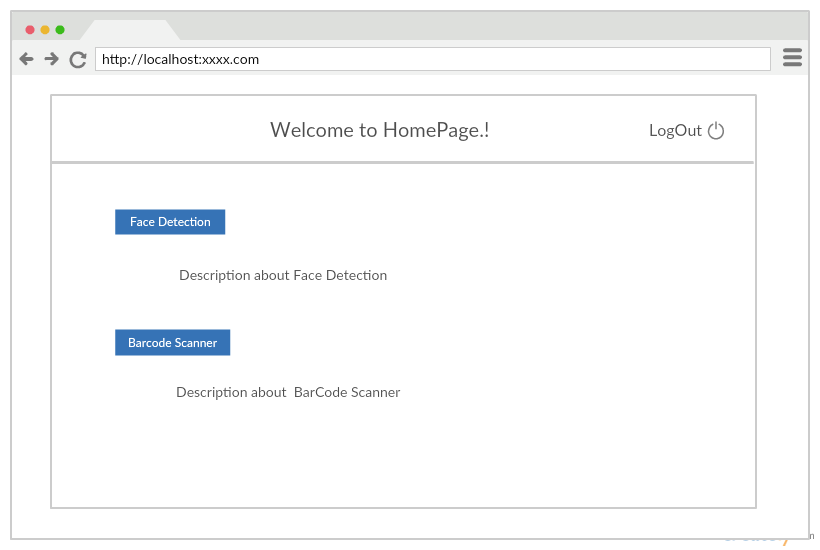 http://localhost:xxxx.com
Welcome to HomePage.!
LogOut
Face Detection
Description about Face Detection
Barcode Scanner
Description about  BarCode Scanner